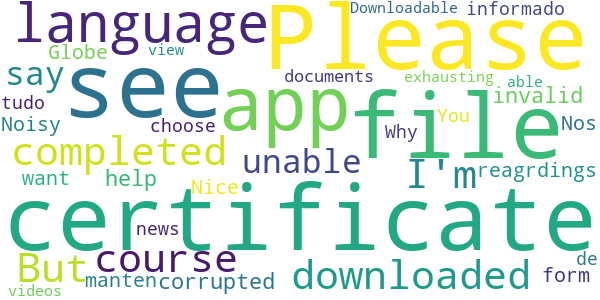 language Please Downloadable informado
Globe view
say see app documents exhausting able
tudo choose file invalid
Noisy Why You Nos
completed unable I'm reagrdings
want help Nice
certificate
news
But course downloaded de
manten corrupted form
videos